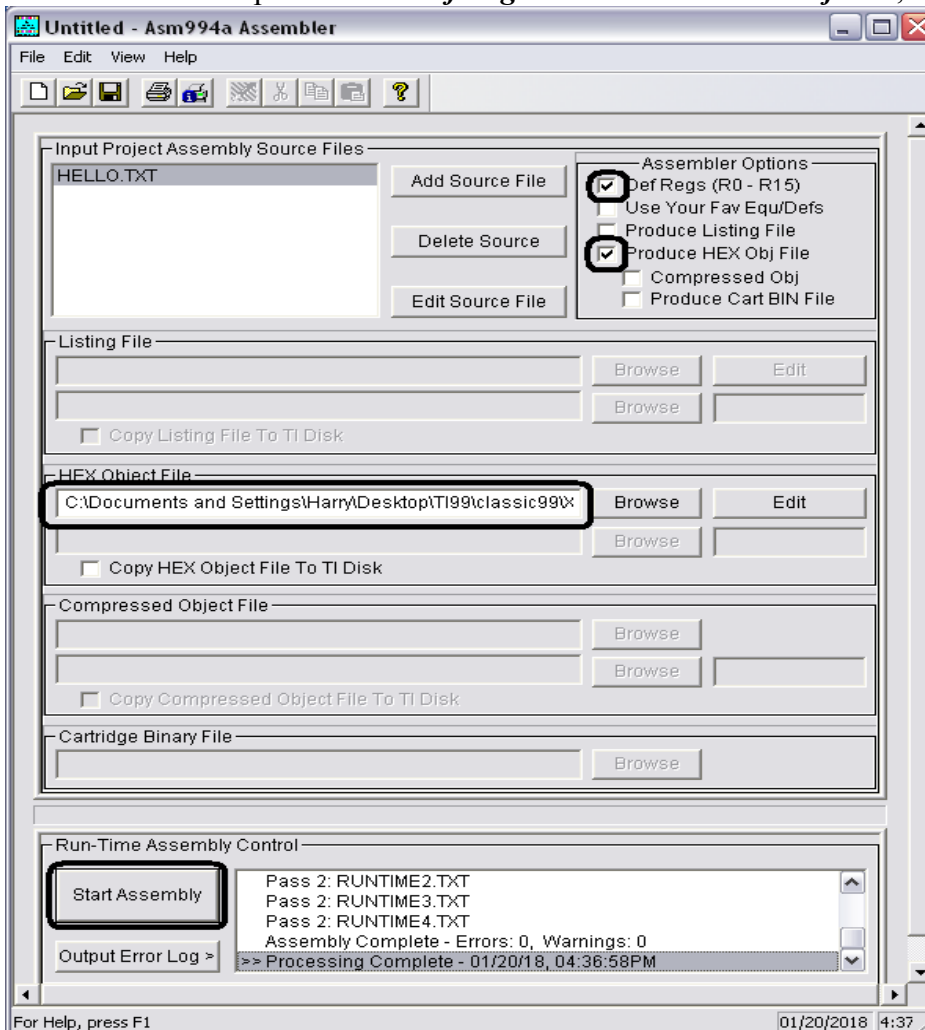 Untitled - Asm994a Assembler
File Edit View Help
Input Project Assembly Source Files
HELLO.TXT
Add Source File
Delete Source
Edit Source File
Assembler Options
Def Regs (R0 - R15)
Use Your Fav Equ/Defs
Produce Listing File
Produce HEX Obj File
Compressed Obj
Produce Cart BIN File
Listing File
Browse Edit
Browse
Copy Listing File To TI Disk
HEX Object File
C:\Documents and Settings\Harry\Desktop\TI99\classic99\X Browse Edit
Browse
Copy HEX Object File To TI Disk
Compressed Object File
Browse
Browse
Copy Compressed Object File To TI Disk
Cartridge Binary File
Browse
Run-Time Assembly Control
Start Assembly
Output Error Log >
Pass 2: RUNTIME2.TXT
Pass 2: RUNTIME3.TXT
Pass 2: RUNTIME4.TXT
Assembly Complete - Errors: 0, Warnings: 0
>> Processing Complete - 01/20/18, 04:36:58PM
For Help, press F1 01/20/2018 4:37